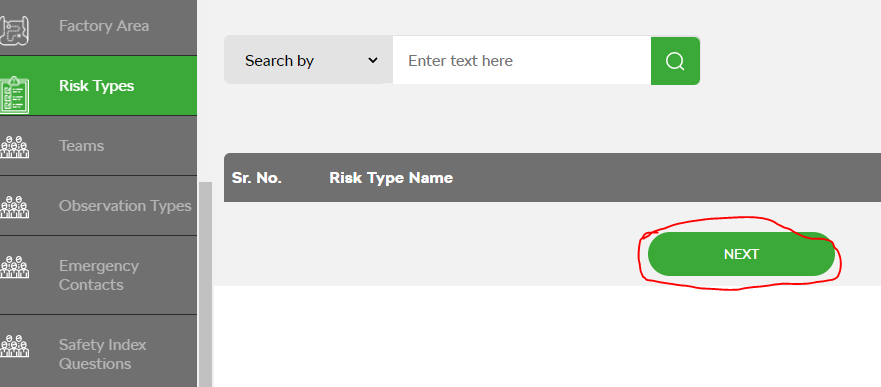 Factory Area
Risk Types
Teams
Observation Types
Emergency
Contacts
Safety Index
Questions
Search by
Enter text here
Sr. No.
Risk Type Name
NEXT